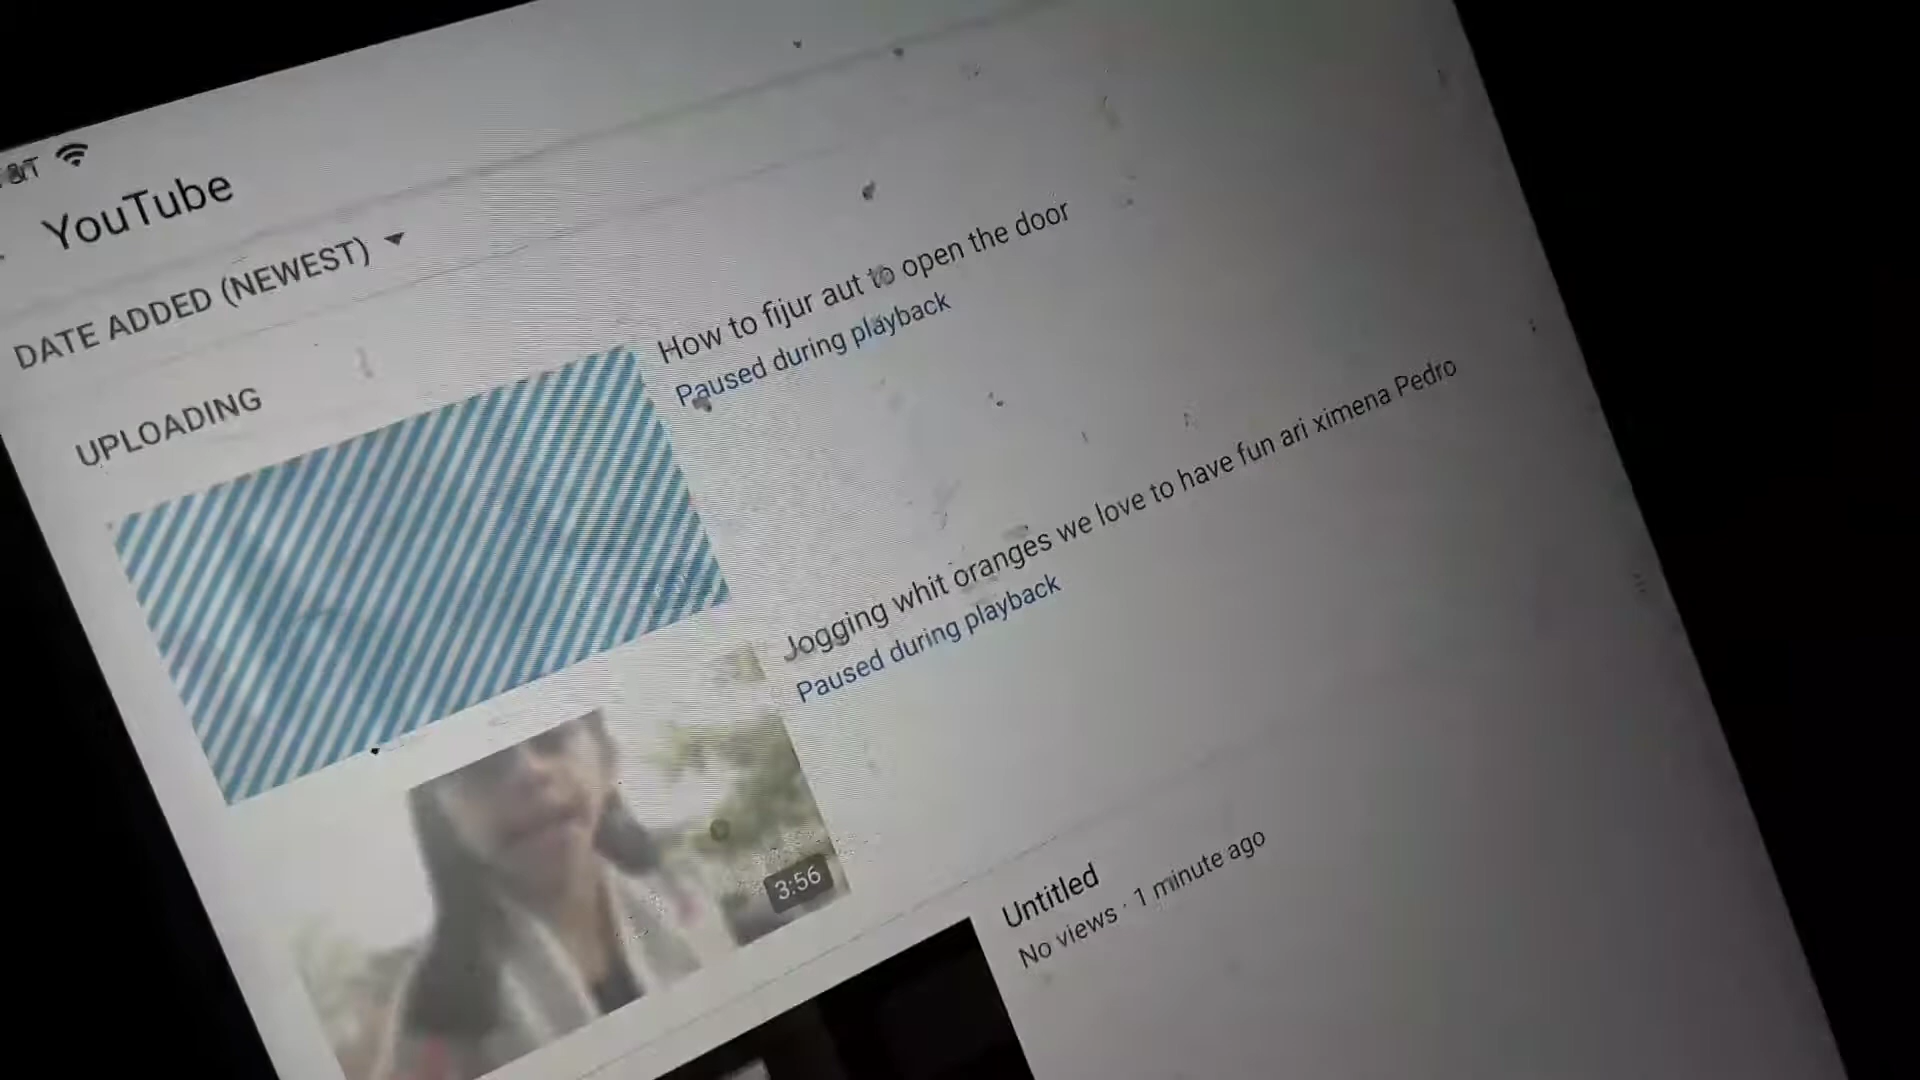 AT&T
YouTube
DATE ADDED (NEWEST)
UPLOADING
How to fijur aut to open the door
Paused during playback
Jogging whit oranges we love to have fun ari ximena Pedro
Paused during playback
3:56
Untitled
No views · 1 minute ago